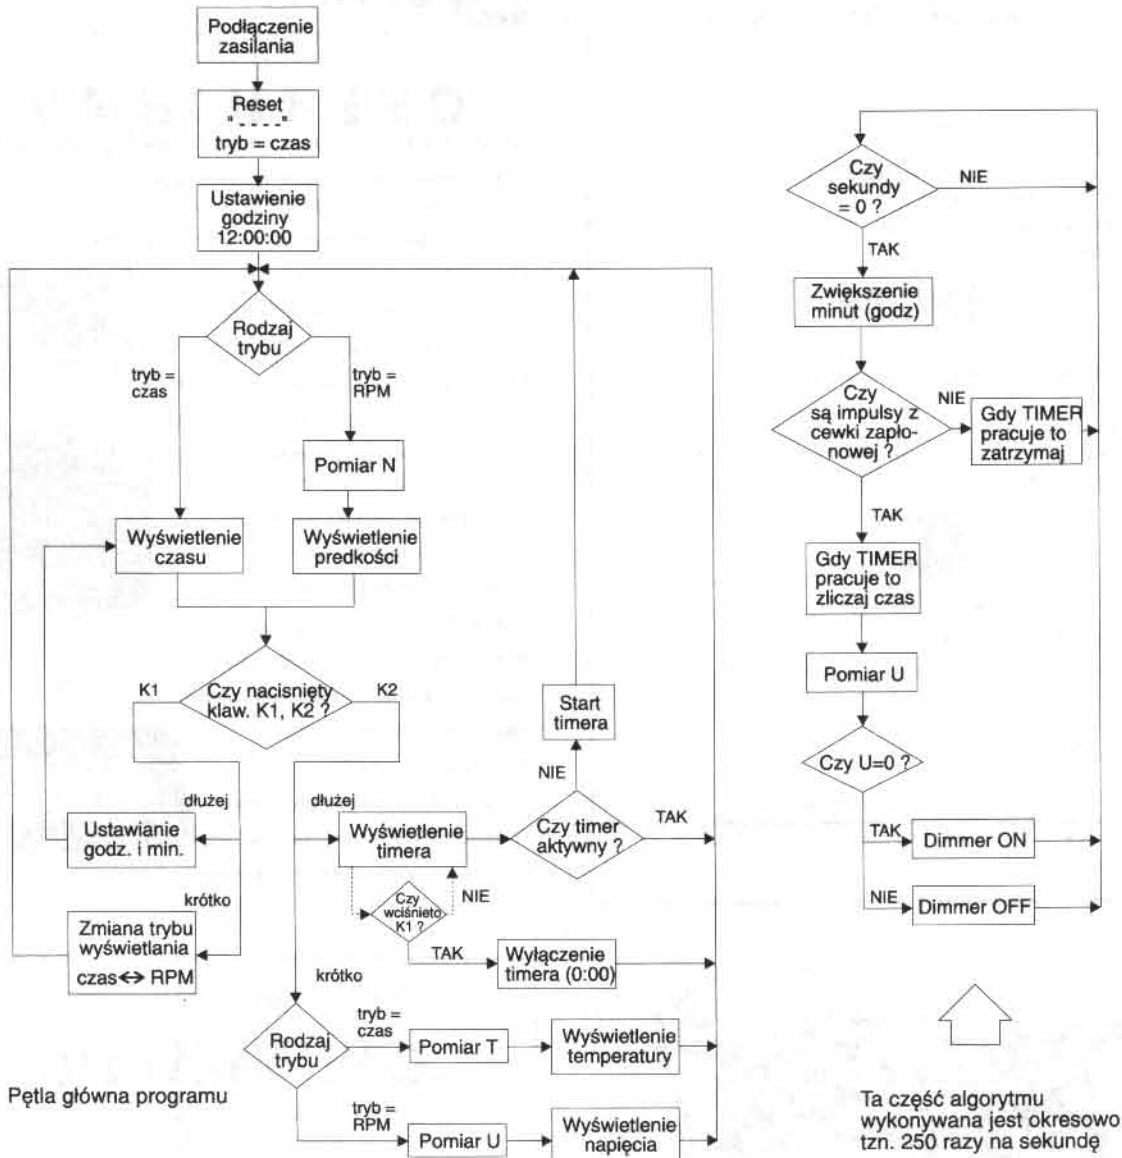 Podłączenie
zasilania
Reset
"- - - - -"
tryb = czas
Ustawienie
godziny
12:00:00
Rodzaj
trybu
tryb =
czas
tryb =
RPM
Pomiar N
Wyświetlenie
czasu
Wyświetlenie
predkości
K1
Czy nacisnięty
klaw. K1, K2 ?
K2
dłużej
Ustawianie
godz. i min.
krótko
Zmiana trybu
wyświetlania
czas↔ RPM
dłużej
Wyświetlenie
timera
Czy timer
aktywny ?
NIE
TAK
Start
timera
Czy
wciśnieto
K1 ?
NIE
TAK
Wyłączenie
timera (0:00)
krótko
Rodzaj
trybu
tryb =
czas
Pomiar T
Wyświetlenie
temperatury
tryb =
RPM
Pomiar U
Wyświetlenie
napięcia
Pętla główna programu
Czy
sekundy
= 0 ?
NIE
TAK
Zwiększenie
minut (godz)
Czy
są impulsy z
cewki zapło-
nowej ?
NIE
Gdy TIMER
pracuje to
zatrzymaj
TAK
Gdy TIMER
pracuje to
zliczaj czas
Pomiar U
Czy U=0 ?
TAK
Dimmer ON
NIE
Dimmer OFF
Ta część algorytmu
wykonywana jest okresowo
tzn. 250 razy na sekundę